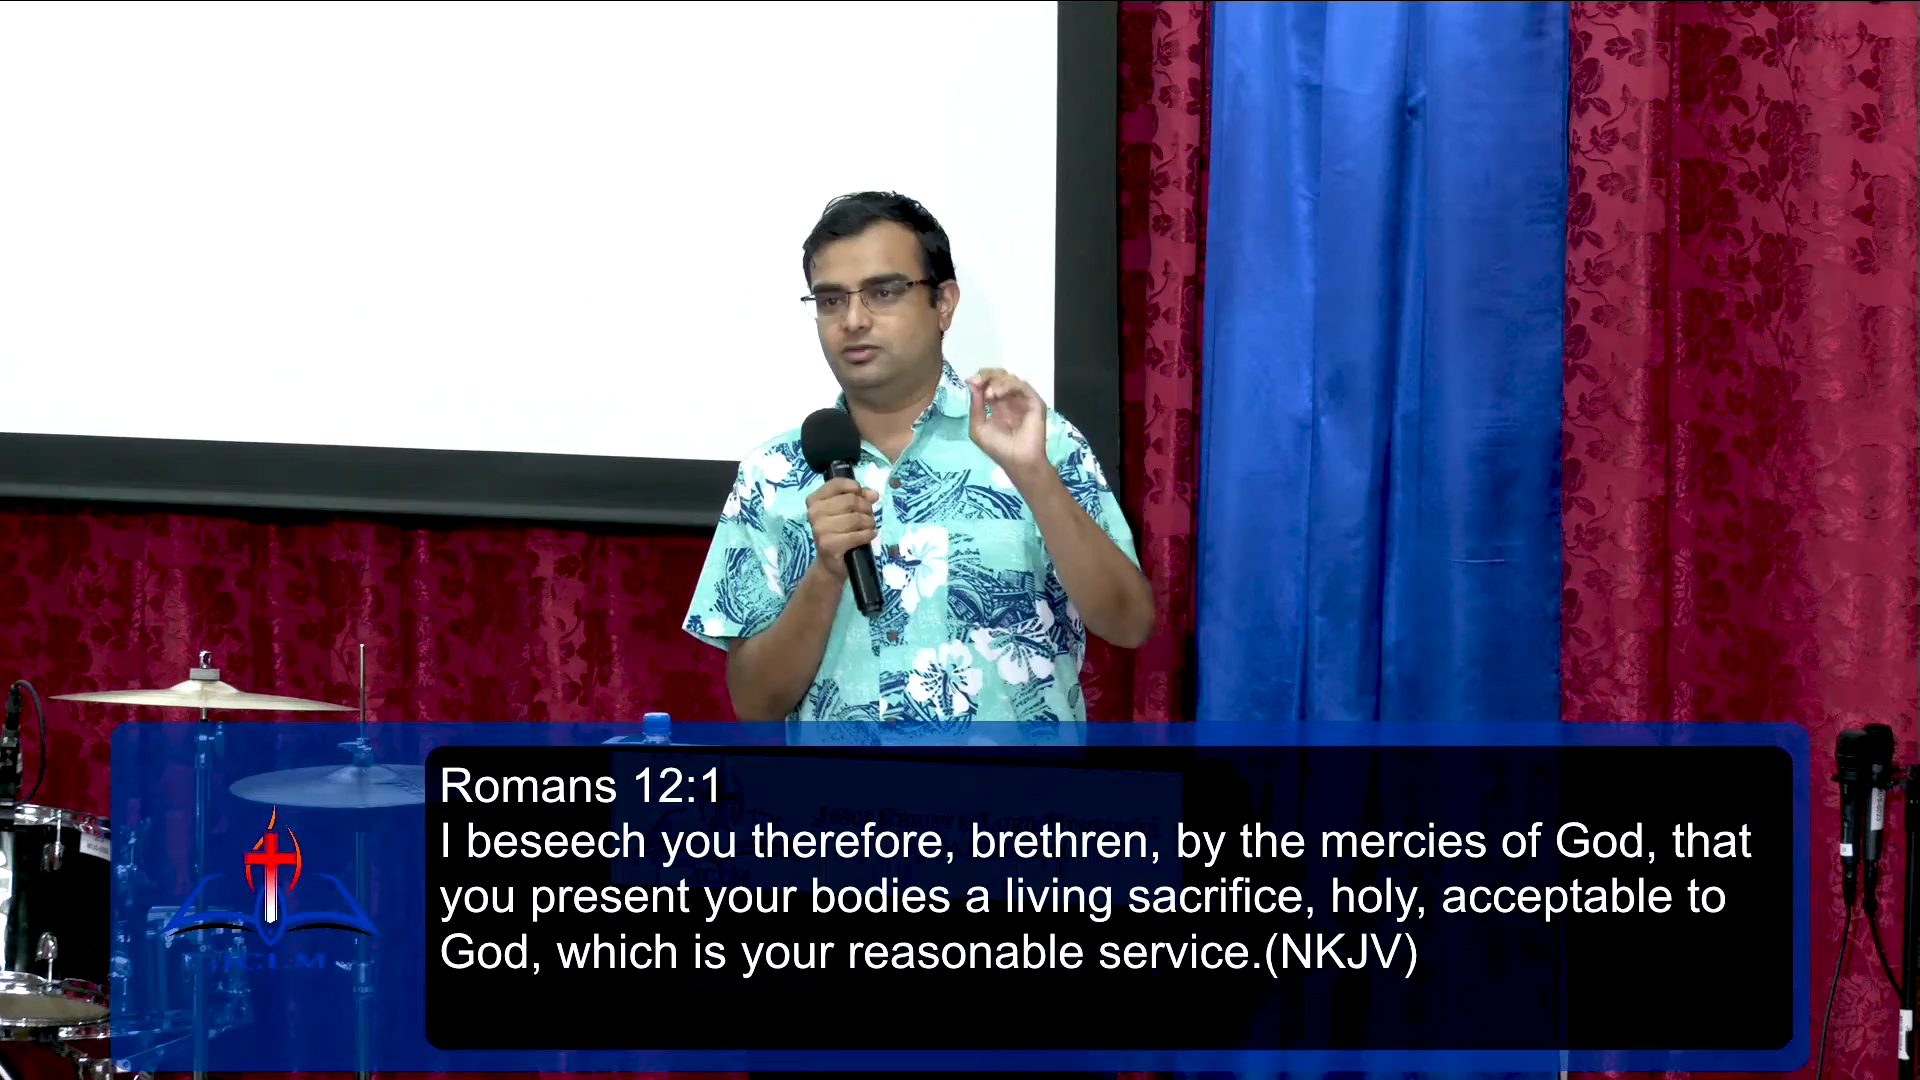 Romans 12:1
I beseech you therefore, brethren, by the mercies of God, that
you present your bodies a living sacrifice, holy, acceptable to
God, which is your reasonable service.(NKJV)